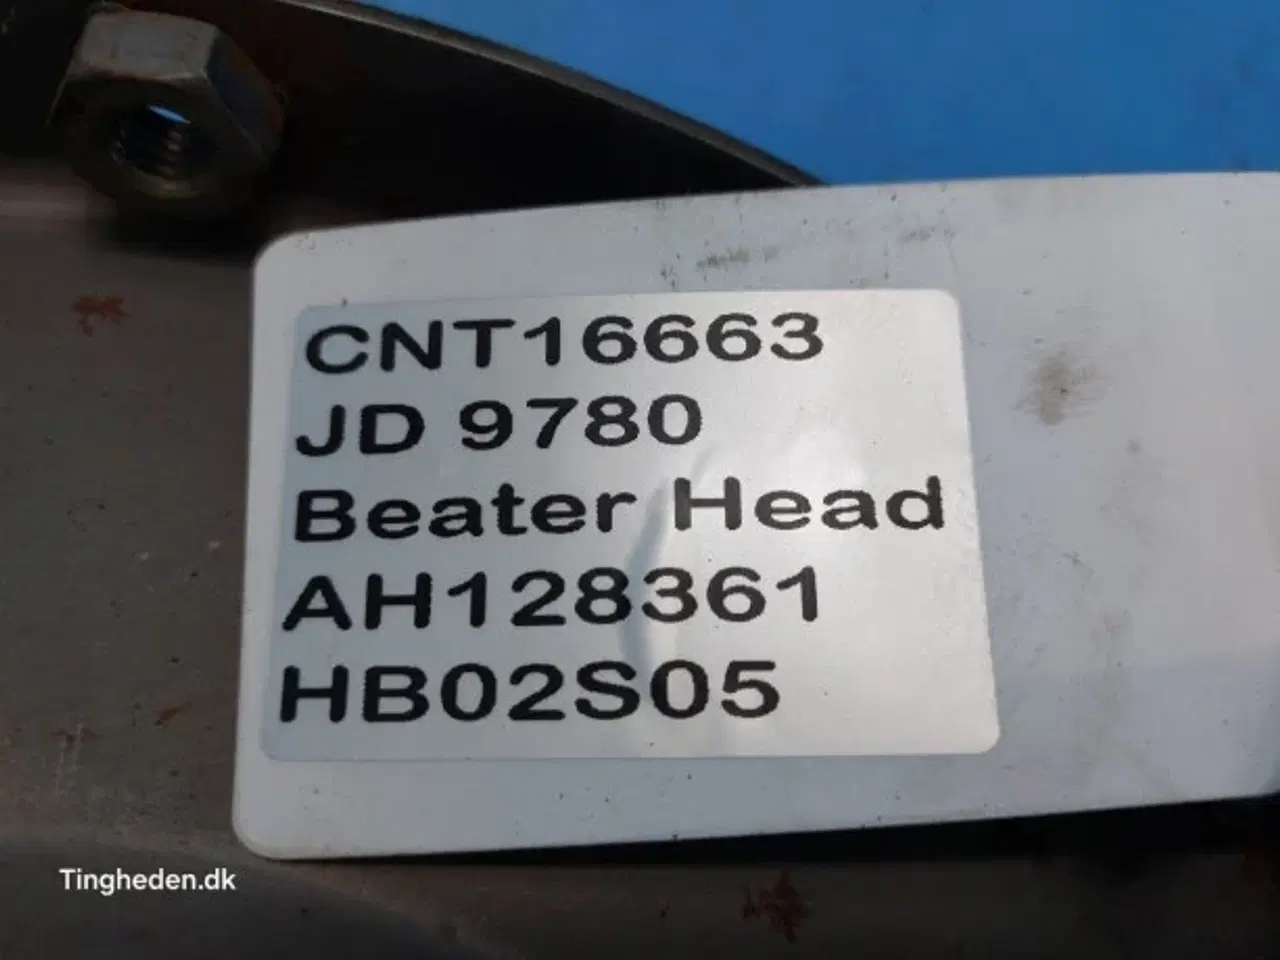 CNT16663
JD 9780
Beater Head
AH128361
HB02S05
Tingheden.dk